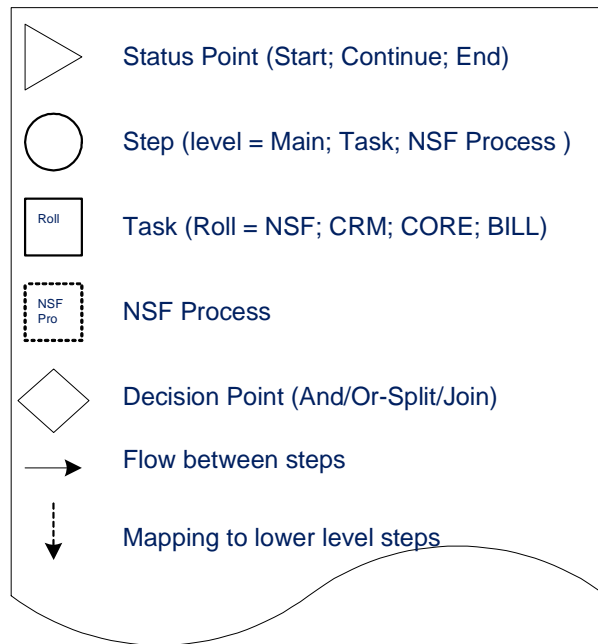 Status Point (Start; Continue; End)
Step (level = Main; Task; NSF Process )
Roll
Task (Roll = NSF; CRM; CORE; BILL)
NSF
Pro
NSF Process
Decision Point (And/Or-Split/Join)
Flow between steps
Mapping to lower level steps